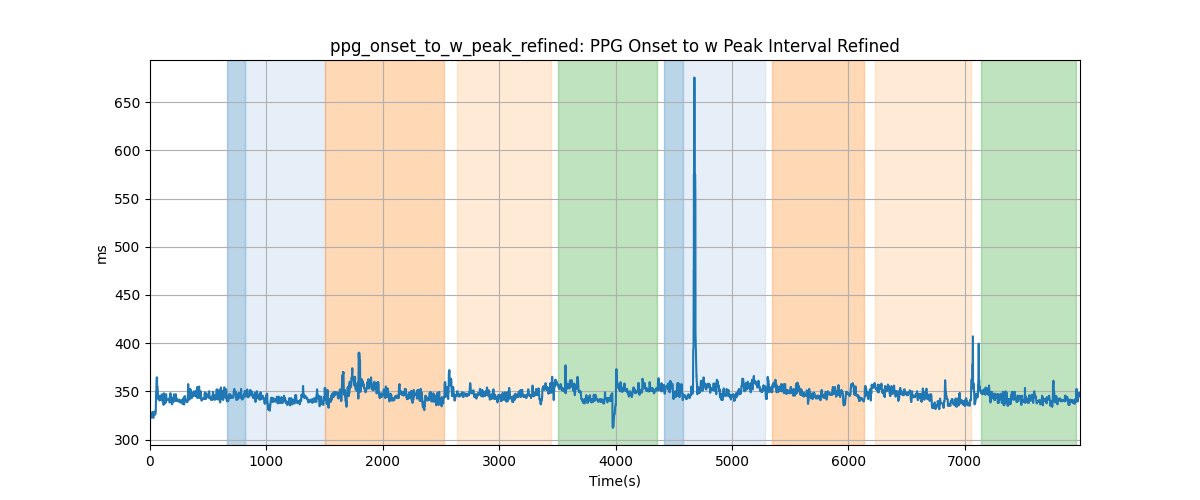 ppg_onset_to_w_peak_refined: PPG Onset to w Peak Interval Refined
650
600
550
500
450
400
350
300
ms
0 1000 2000 3000 4000 5000 6000 7000
Time(s)